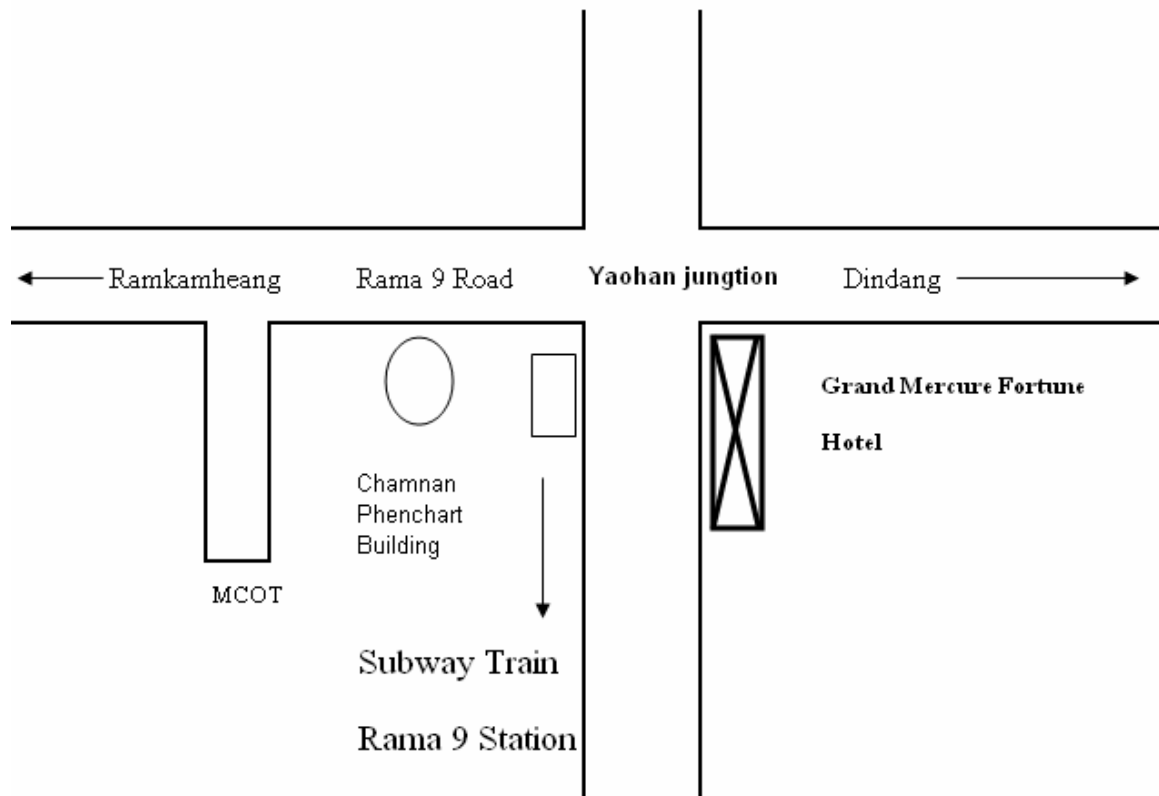 Ramkamheang
Rama 9 Road
Yaohan jungtion
Dindang
Grand Mercure Fortune
Hotel
Chamnan
Phenchart
Building
MCOT
Subway Train
Rama 9 Station